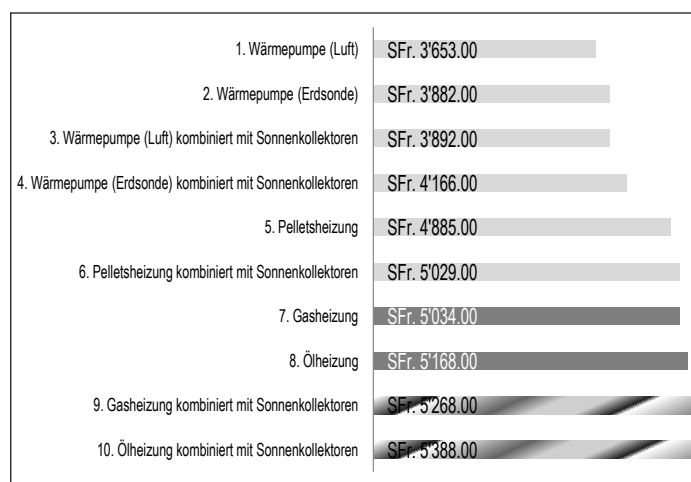 1. Wärmepumpe (Luft) SFr. 3'653.00
2. Wärmepumpe (Erdsonde) SFr. 3'882.00
3. Wärmepumpe (Luft) kombiniert mit Sonnenkollektoren SFr. 3'892.00
4. Wärmepumpe (Erdsonde) kombiniert mit Sonnenkollektoren SFr. 4'166.00
5. Pelletsheizung SFr. 4'885.00
6. Pelletsheizung kombiniert mit Sonnenkollektoren SFr. 5'029.00
7. Gasheizung SFr. 5'034.00
8. Ölheizung SFr. 5'168.00
9. Gasheizung kombiniert mit Sonnenkollektoren SFr. 5'268.00
10. Ölheizung kombiniert mit Sonnenkollektoren SFr. 5'388.00